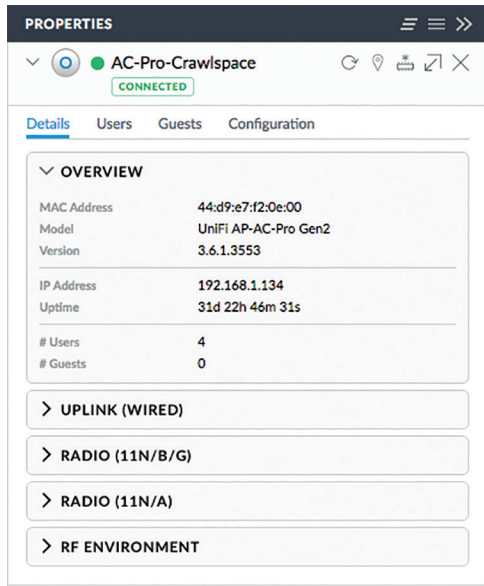 PROPERTIES
AC-Pro-Crawlspace
CONNECTED
Details Users Guests Configuration
OVERVIEW
MAC Address 44:d9:e7:f2:0e:00
Model UniFi AP-AC-Pro Gen2
Version 3.6.1.3553
IP Address 192.168.1.134
Uptime 31d 22h 46m 31s
# Users 4
# Guests 0
UPLINK (WIRED)
RADIO (11N/B/G)
RADIO (11N/A)
RF ENVIRONMENT